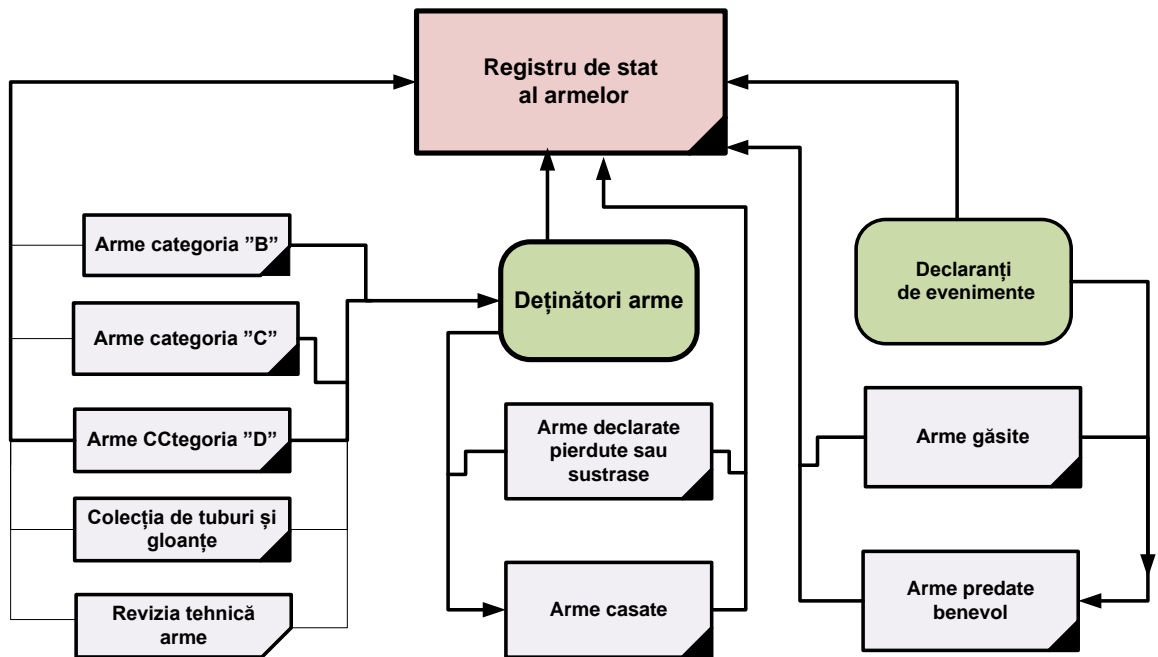 Registru de stat
al armelor
Arme categoria ”B”
Arme categoria ”C”
Arme CCtegoria ”D”
Colecția de tuburi și
gloanțe
Revizia tehnică
arme
Deținători arme
Arme declarate
pierdute sau
sustrase
Arme casate
Declaranți
de evenimente
Arme găsite
Arme predate
benevol